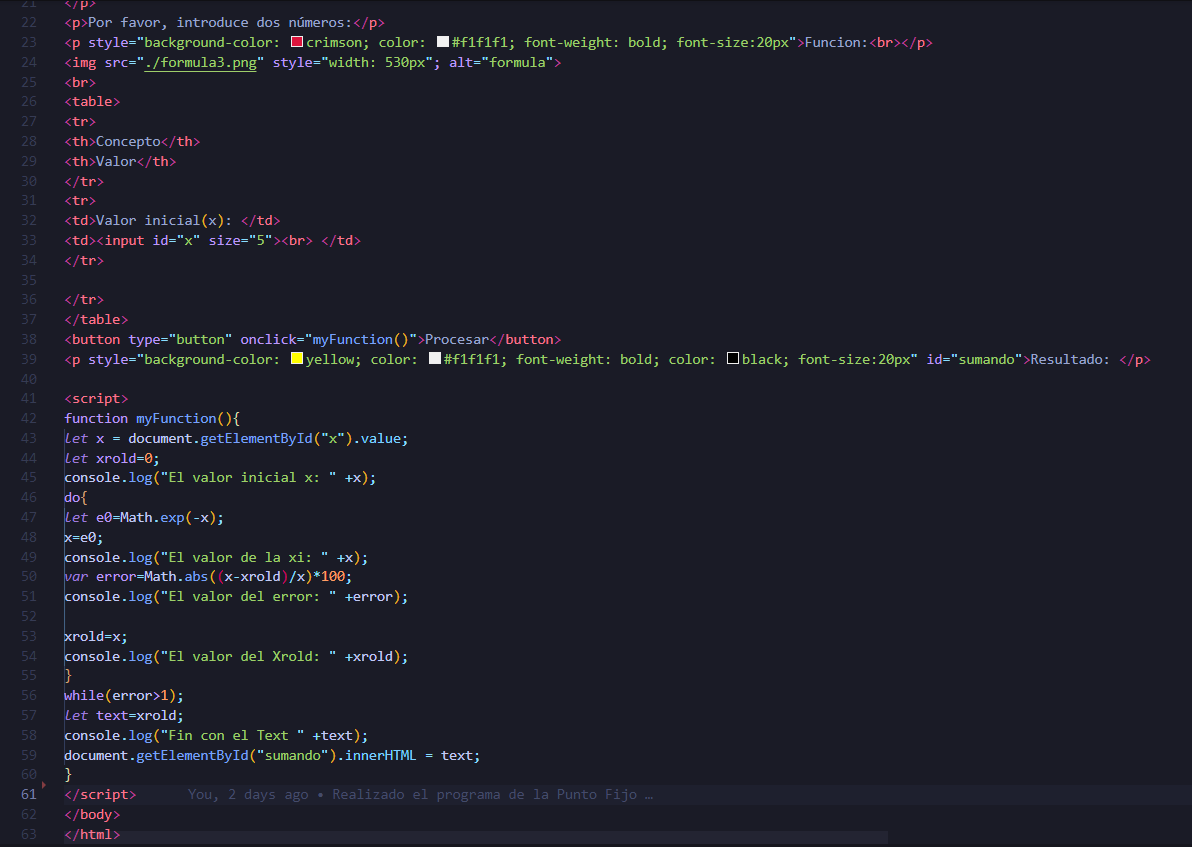 21 </p>
22 <p>Por favor, introduce dos números:</p>
23 <p style="background-color: crimson; color: #f1f1f1; font-weight: bold; font-size:20px">Funcion:<br></p>
24 <img src="./formula3.png" style="width: 530px"; alt="formula">
25 <br>
26 <table>
27 <tr>
28 <th>Concepto</th>
29 <th>Valor</th>
30 </tr>
31 <tr>
32 <td>Valor inicial(x): </td>
33 <td><input id="x" size="5"><br> </td>
34 </tr>
35
36 </tr>
37 </table>
38 <button type="button" onclick="myFunction()">Procesar</button>
39 <p style="background-color: yellow; color: #f1f1f1; font-weight: bold; color: black; font-size:20px" id="sumando">Resultado: </p>
40
41 <script>
42 function myFunction(){
43 let x = document.getElementById("x").value;
44 let xrold=0;
45 console.log("El valor inicial x: " +x);
46 do{
47 let e0=Math.exp(-x);
48 x=e0;
49 console.log("El valor de la xi: " +x);
50 var error=Math.abs((x-xrold)/x)*100;
51 console.log("El valor del error: " +error);
52
53 xrold=x;
54 console.log("El valor del Xrold: " +xrold);
55 }
56 while(error>1);
57 let text=xrold;
58 console.log("Fin con el Text " +text);
59 document.getElementById("sumando").innerHTML = text;
60 }
61 </script> You, 2 days ago • Realizado el programa de la Punto Fijo …
62 </body>
63 </html>